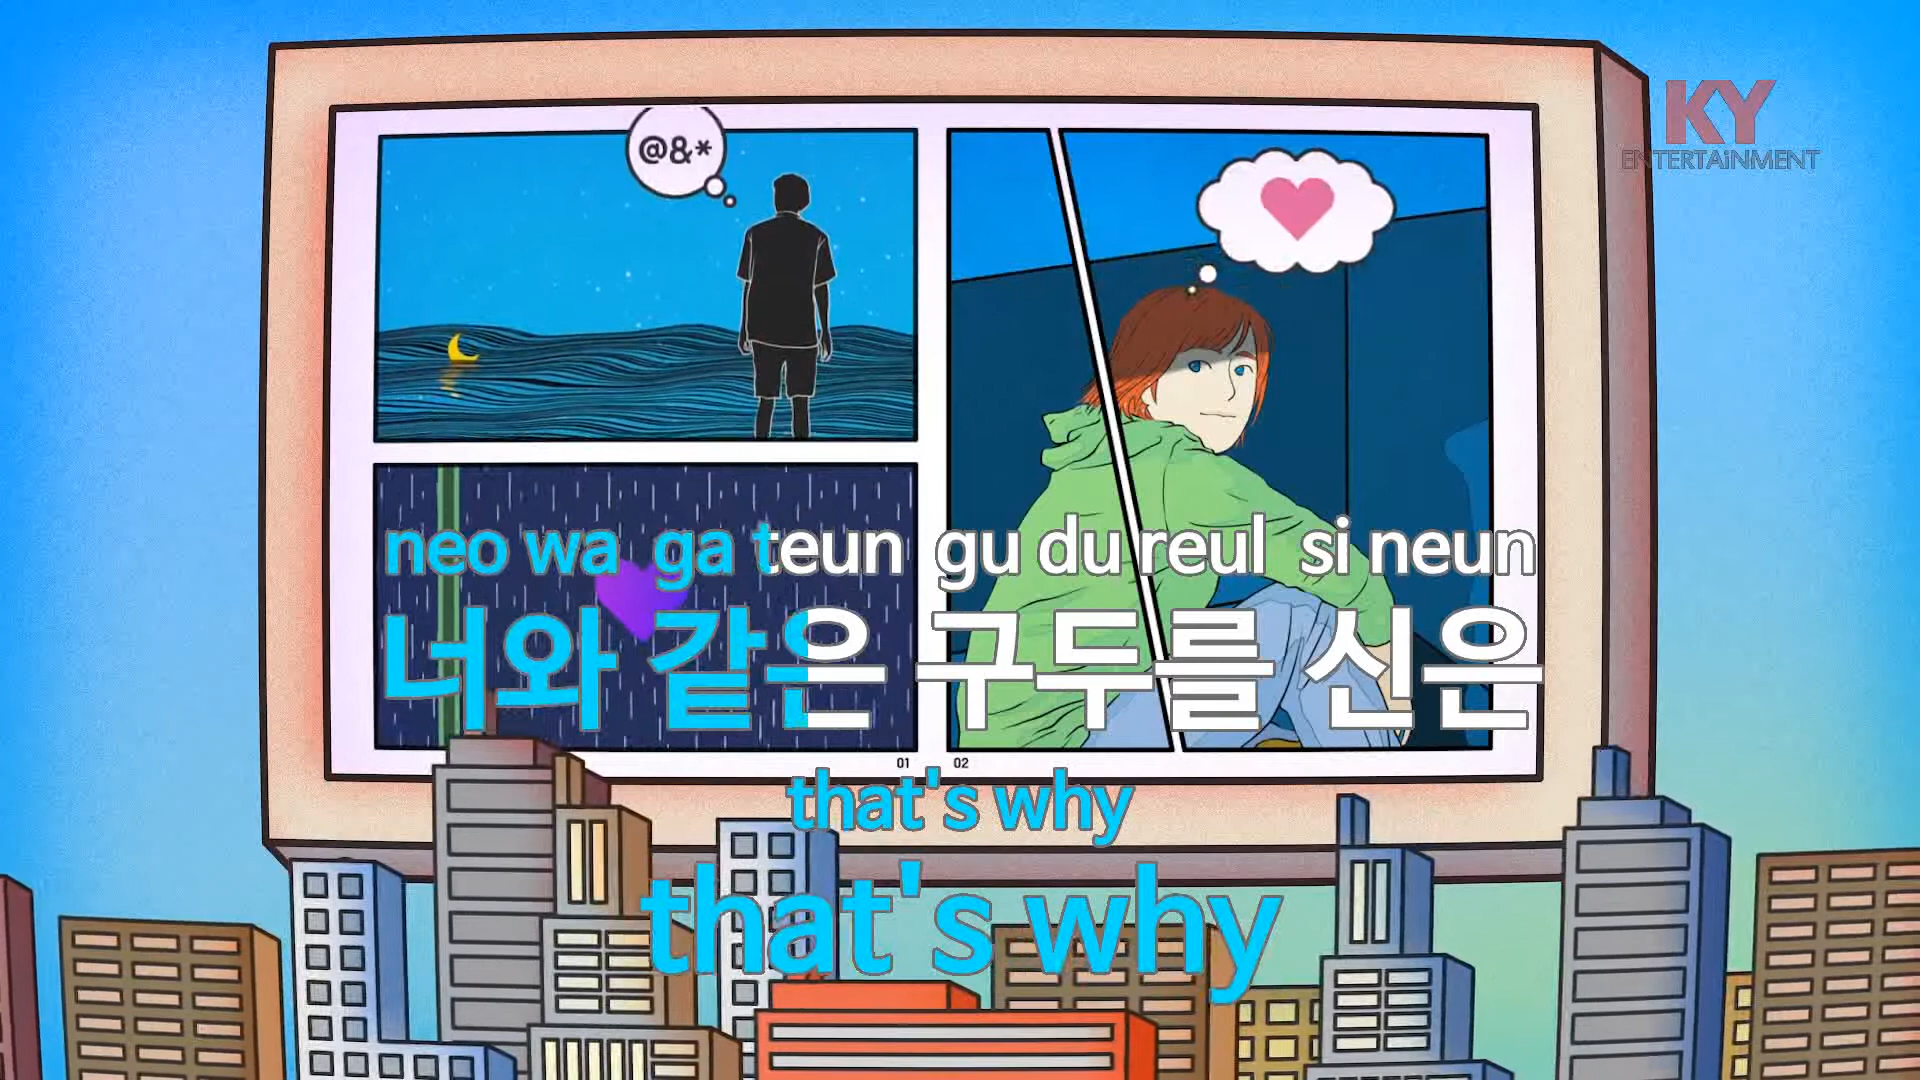 KY
ENTERTAiNMENT
@&*
neo wa ga teun gu du reul si neun
너와 같은 구두를 신은
01 02
that's why
that's why